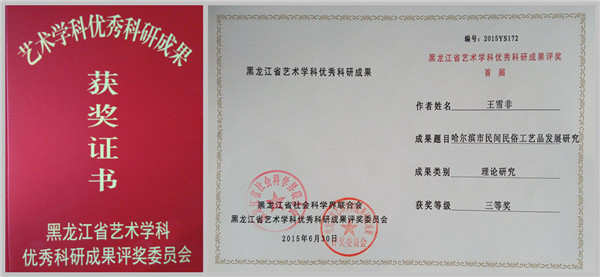 艺术学科优秀科研成果
获奖证书
黑龙江省艺术学科
优秀科研成果评奖委员会
黑龙江省艺术学科优秀科研成果
黑龙江省社会科学界联合会
黑龙江省艺术学科优秀科研成果评奖委员会
2015年6月30日
编号：2015YS172
黑龙江省艺术学科优秀科研成果评奖
首届
作者姓名 王雪非
成果题目 哈尔滨市民间民俗工艺品发展研究
成果类别 理论研究
获奖等级 三等奖